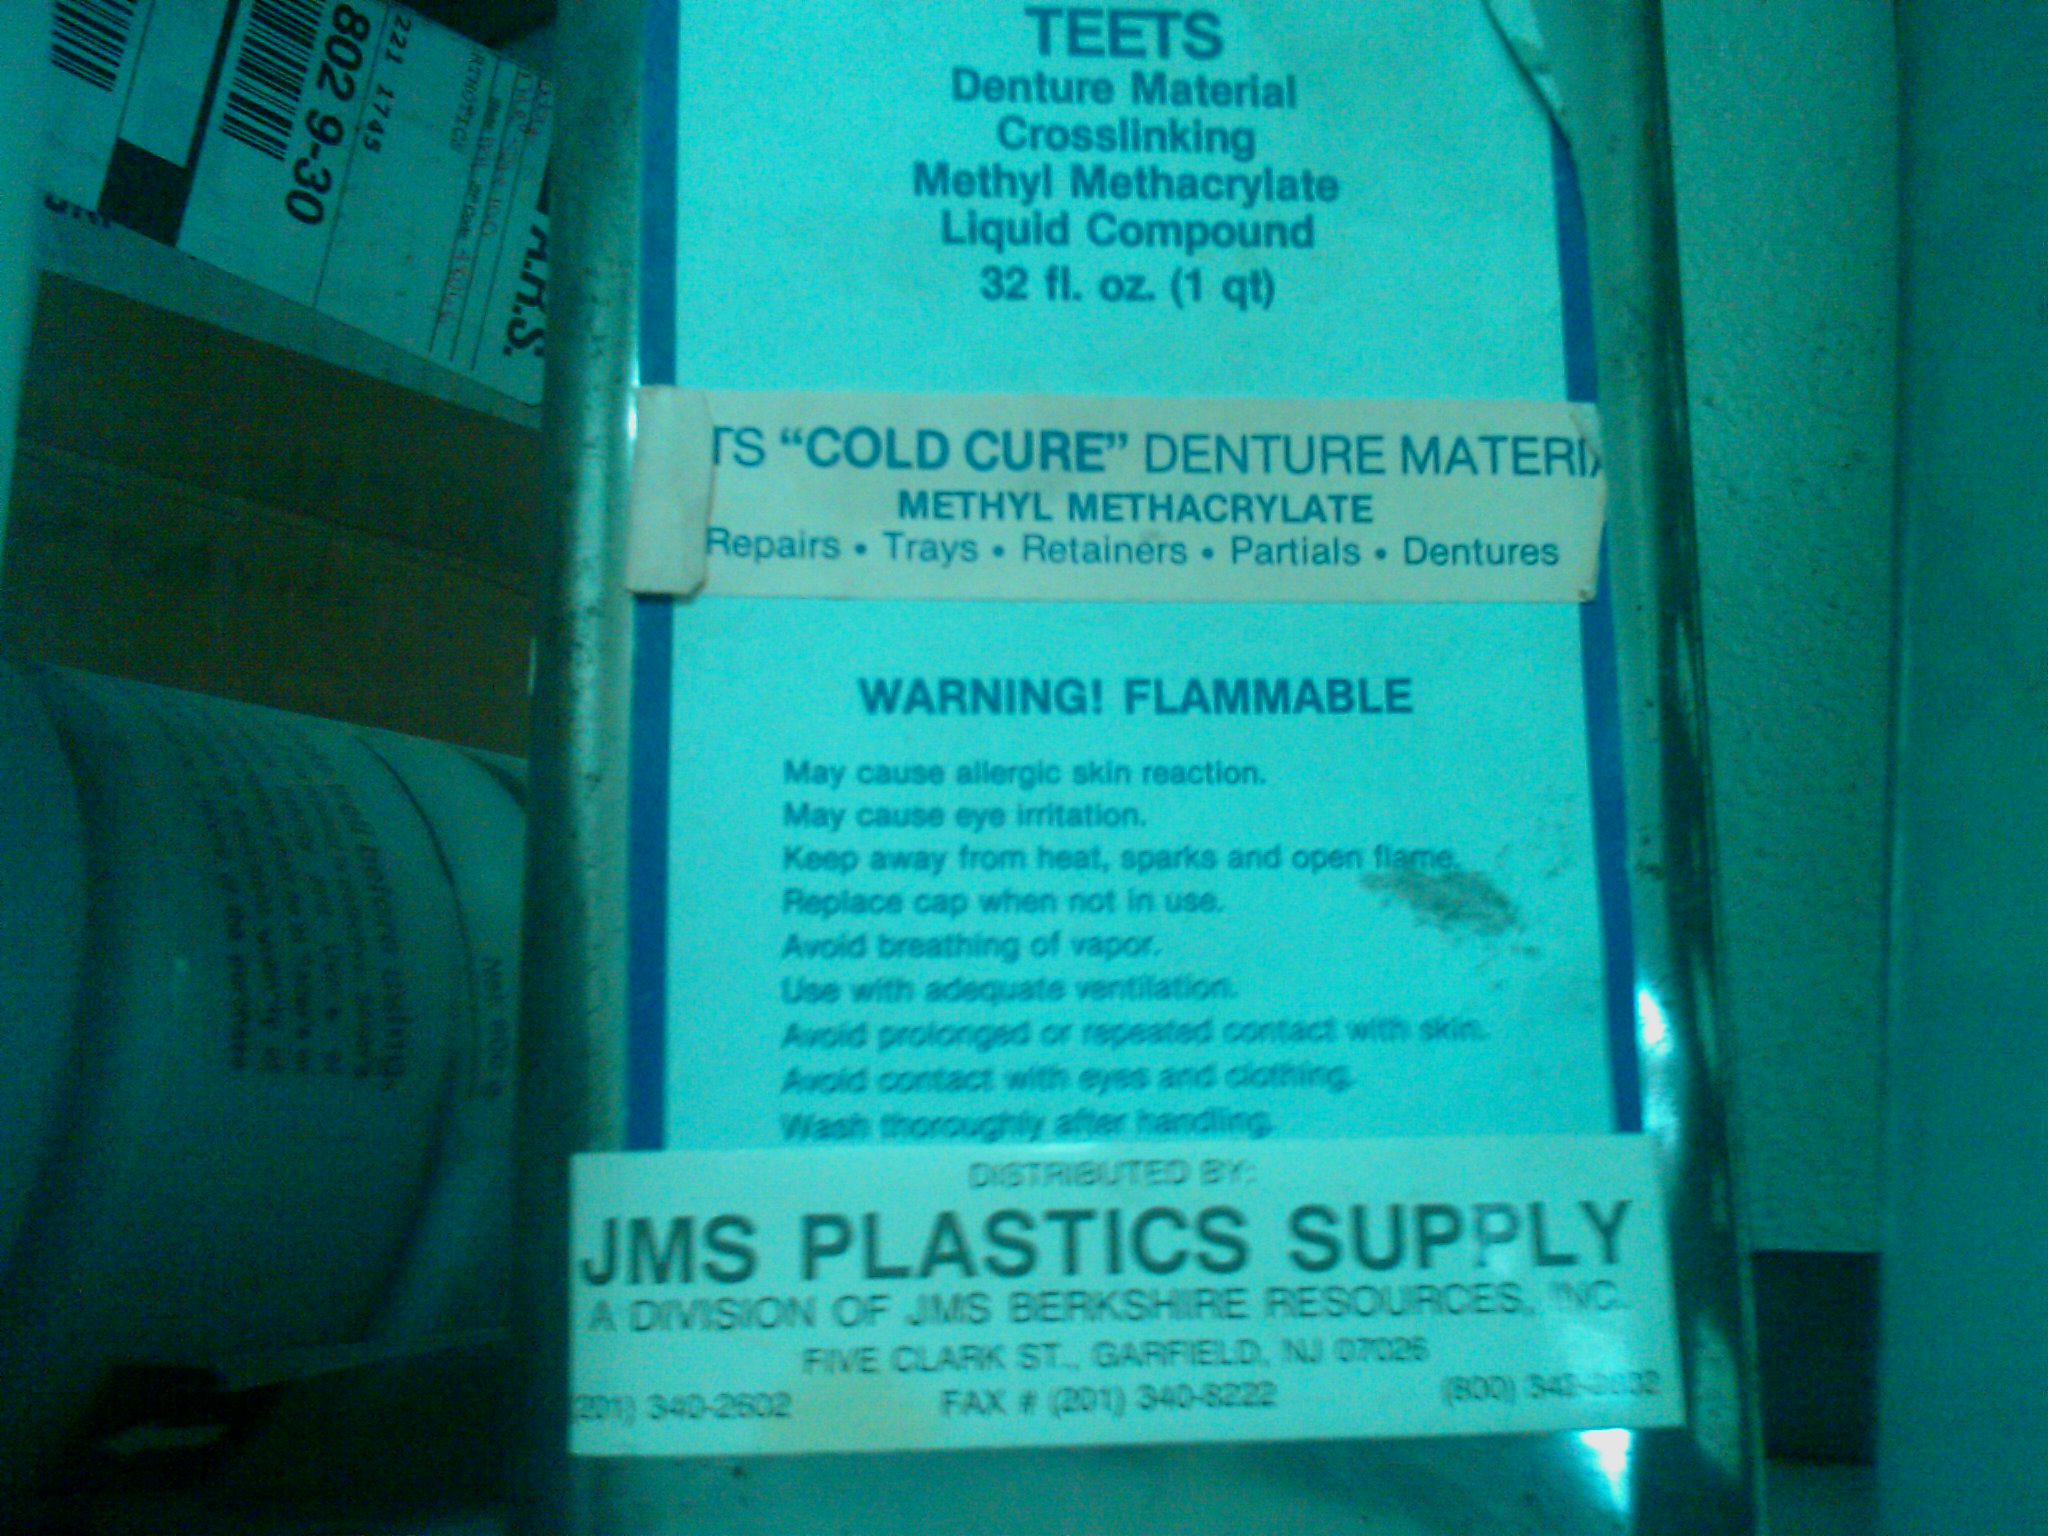 TEETS
Denture Material
Crosslinking
Methyl Methacrylate
Liquid Compound
32 fl. oz. (1 qt)
TS “COLD CURE” DENTURE MATERIA
METHYL METHACRYLATE
Repairs • Trays • Retainers • Partials • Dentures
WARNING! FLAMMABLE
May cause allergic skin reaction.
May cause eye irritation.
Keep away from heat, sparks and open flame.
Replace cap when not in use.
Avoid breathing of vapor.
Use with adequate ventilation.
Avoid prolonged or repeated contact with skin.
Avoid contact with eyes and clothing.
Wash thoroughly after handling.
DISTRIBUTED BY:
JMS PLASTICS SUPPLY
A DIVISION OF JMS BERKSHIRE RESOURCES, INC.
FIVE CLARK ST., GARFIELD, NJ 07026
(201) 340-2602 FAX # (201) 340-8222 (800)
802 9-30
221 1745